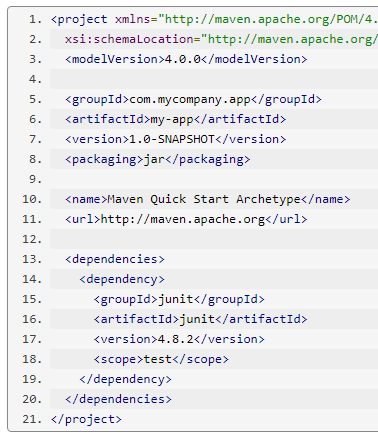 1. <project xmlns="http://maven.apache.org/POM/4.
2. xsi:schemaLocation="http://maven.apache.org/
3. <modelVersion>4.0.0</modelVersion>
4.
5. <groupId>com.mycompany.app</groupId>
6. <artifactId>my-app</artifactId>
7. <version>1.0-SNAPSHOT</version>
8. <packaging>jar</packaging>
9.
10. <name>Maven Quick Start Archetype</name>
11. <url>http://maven.apache.org</url>
12.
13. <dependencies>
14. <dependency>
15. <groupId>junit</groupId>
16. <artifactId>junit</artifactId>
17. <version>4.8.2</version>
18. <scope>test</scope>
19. </dependency>
20. </dependencies>
21. </project>